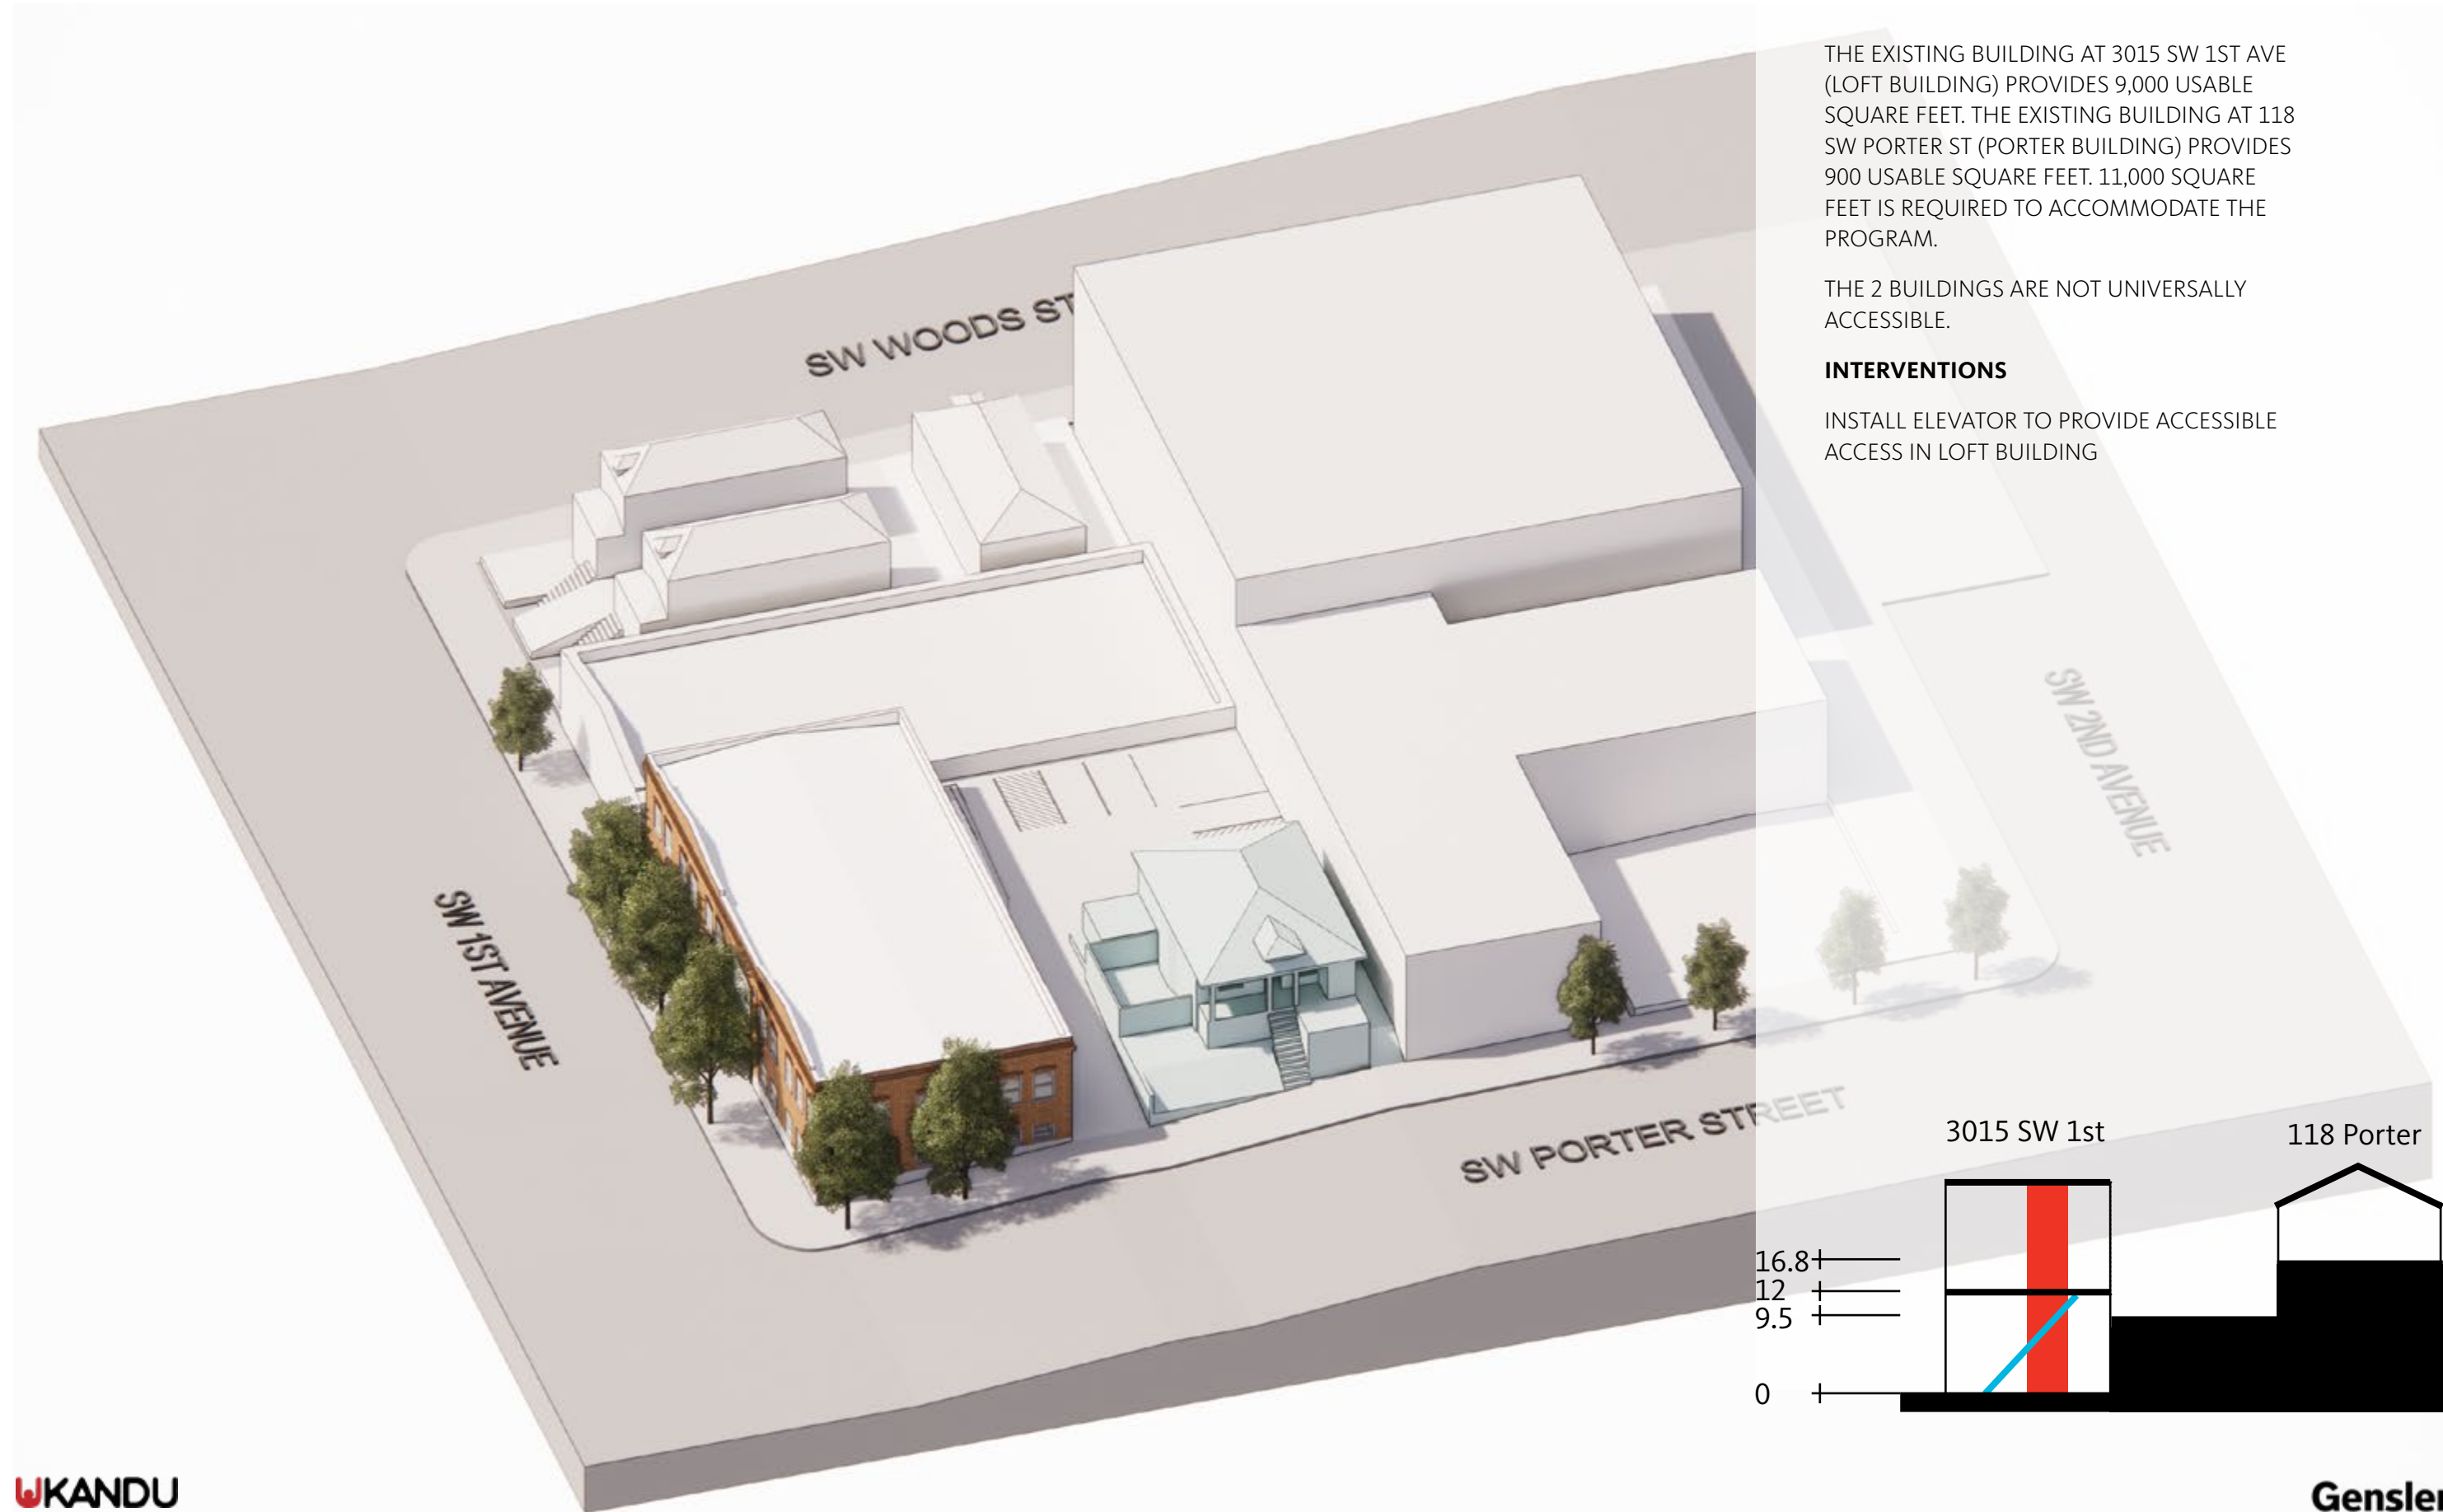 THE EXISTING BUILDING AT 3015 SW 1ST AVE
(LOFT BUILDING) PROVIDES 9,000 USABLE
SQUARE FEET. THE EXISTING BUILDING AT 118
SW PORTER ST (PORTER BUILDING) PROVIDES
900 USABLE SQUARE FEET. 11,000 SQUARE
FEET IS REQUIRED TO ACCOMMODATE THE
PROGRAM.
THE 2 BUILDINGS ARE NOT UNIVERSALLY
ACCESSIBLE.
INTERVENTIONS
INSTALL ELEVATOR TO PROVIDE ACCESSIBLE
ACCESS IN LOFT BUILDING
SW WOODS ST
SW 2ND AVENUE
SW 1ST AVENUE
SW PORTER STREET
3015 SW 1st
118 Porter
16.8
12
9.5
0
UKANDU
Gensler